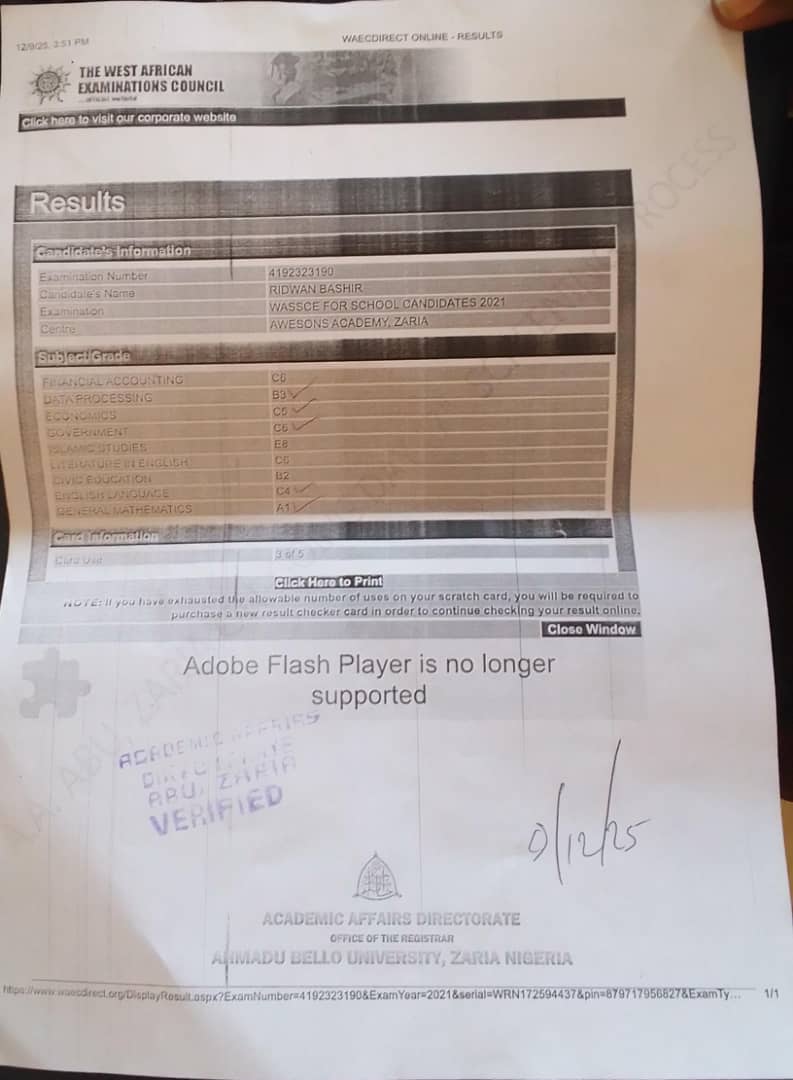 12/9/25, 3:51 PM WAECDIRECT ONLINE - RESULTS
THE WEST AFRICAN
EXAMINATIONS COUNCIL
Click here to visit our corporate website
Results
Candidate's Information
Examination Number 4192323190
Candidate's Name RIDWAN BASHIR
Examination WASSCE FOR SCHOOL CANDIDATES 2021
Centre AWESONS ACADEMY, ZARIA
Subject Grade
FINANCIAL ACCOUNTING C6
DATA PROCESSING B3
ECONOMICS
GOVERNMENT C6
ISLAMIC STUDIES E8
LITERATURE IN ENGLISH C6
CIVIC EDUCATION B2
ENGLISH LANGUAGE C4
GENERAL MATHEMATICS A1
Card Information
Card Use 3 of 5
Click Here to Print
NOTE: If you have exhausted the allowable number of uses on your scratch card, you will be required to
purchase a new result checker card in order to continue checking your result online.
Close Window
Adobe Flash Player is no longer
supported
ACADEMIC AFFAIRS
ABU, ZARIA
VERIFIED
9/12/25
ACADEMIC AFFAIRS DIRECTORATE
OFFICE OF THE REGISTRAR
AHMADU BELLO UNIVERSITY, ZARIA NIGERIA
https://www.waecdirect.org/DisplayResult.aspx?ExamNumber=4192323190&ExamYear=2021&serial=WRN172594437&pin=879717956827&ExamTy... 1/1